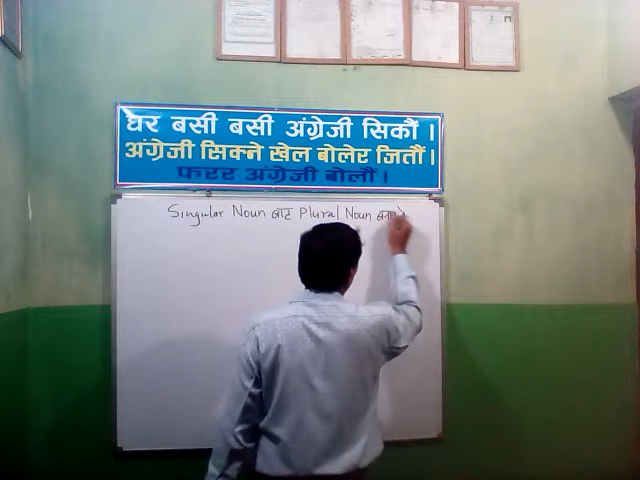 घर बसी बसी अंग्रेजी सिकौं ।
अंग्रेजी सिक्ने खेल बोलेर जितौं ।
फरर अंग्रेजी बोलौं ।
Singular Noun बाट Plural Noun